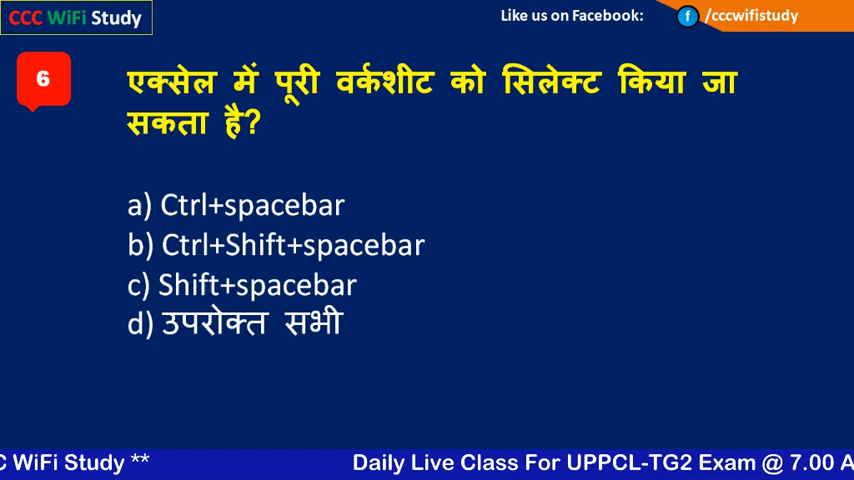 CCC WiFi Study
Like us on Facebook:
f /cccwifistudy
6
एक्सेल में पूरी वर्कशीट को सिलेक्ट किया जा
सकता है?
a) Ctrl+spacebar
b) Ctrl+Shift+spacebar
c) Shift+spacebar
d) उपरोक्त सभी
C WiFi Study ** Daily Live Class For UPPCL-TG2 Exam @ 7.00 A